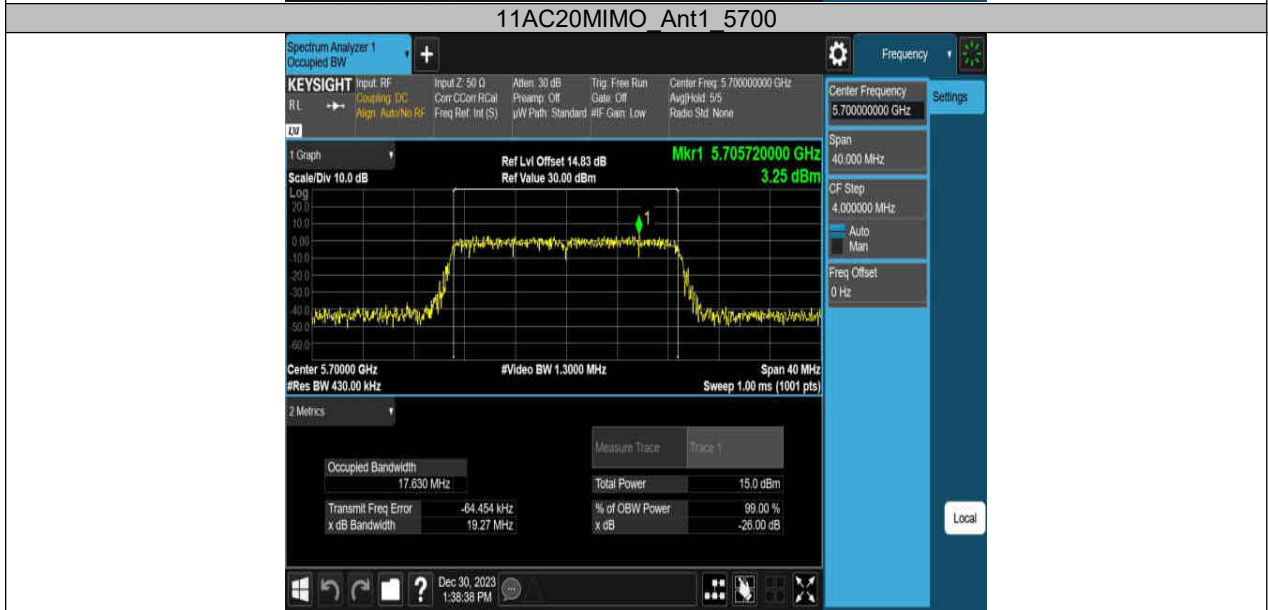 11AC20MIMO_Ant1_5700
Spectrum Analyzer 1
Occupied BW
+
Frequency
KEYSIGHT Input: RF Input Z: 50 Ω Atten: 30 dB Trig: Free Run Center Freq: 5.700000000 GHz
RL Coupling: DC Corr CCorr RCal Preamp: Off Gate: Off Avg|Hold: 5/5
Align: Auto/No RF Freq Ref: Int (S) µW Path: Standard #IF Gain: Low Radio Std: None
LV
Center Frequency
5.700000000 GHz
Settings
Span
40.000 MHz
CF Step
4.000000 MHz
Auto
Man
Freq Offset
0 Hz
1 Graph
Ref Lvl Offset 14.83 dB
Mkr1 5.705720000 GHz
Scale/Div 10.0 dB Ref Value 30.00 dBm 3.25 dBm
Log
20.0
10.0
0.00
-10.0
-20.0
-30.0
-40.0
-50.0
-60.0
1
Center 5.70000 GHz #Video BW 1.3000 MHz Span 40 MHz
#Res BW 430.00 kHz Sweep 1.00 ms (1001 pts)
2 Metrics
Measure Trace Trace 1
Occupied Bandwidth
17.630 MHz
Total Power 15.0 dBm
Transmit Freq Error -64.454 kHz % of OBW Power 99.00 %
x dB Bandwidth 19.27 MHz x dB -26.00 dB
Local
? Dec 30, 2023
1:38:38 PM